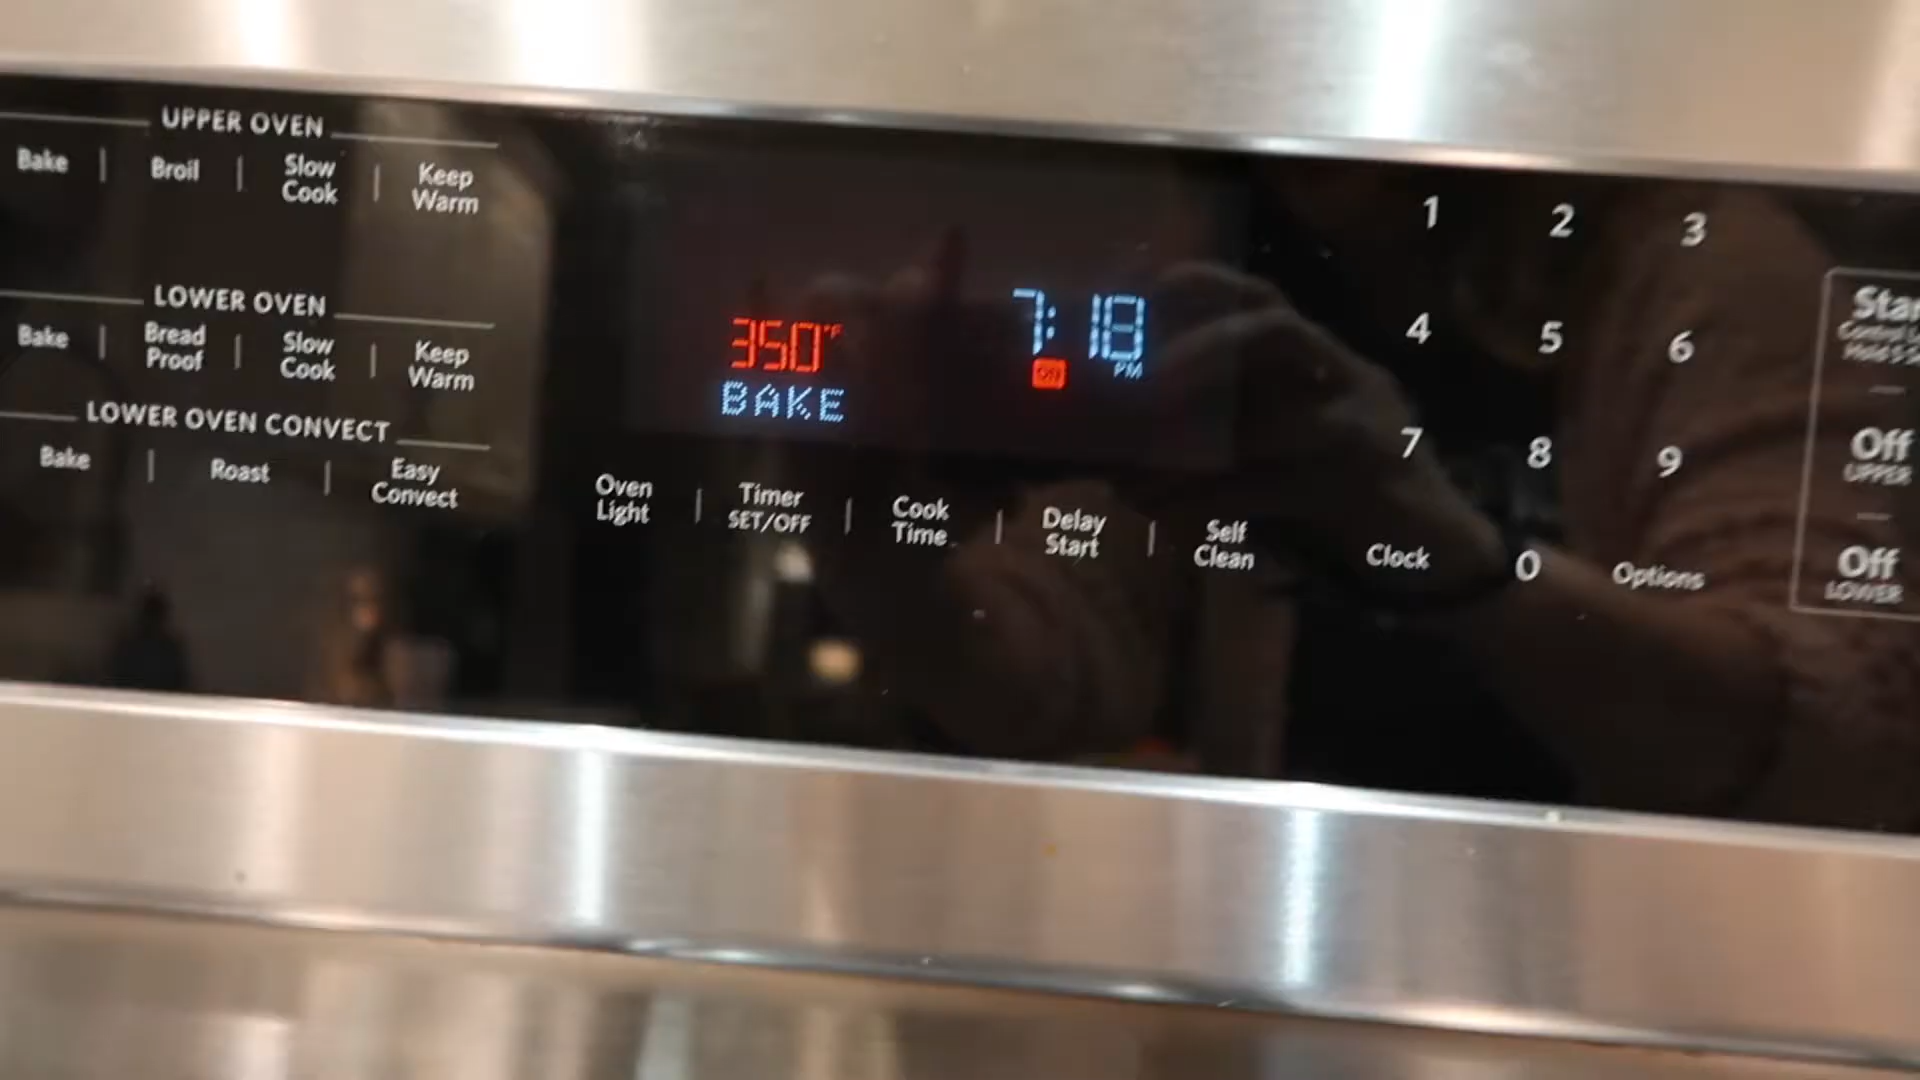 UPPER OVEN
Bake | Broil | Slow Cook | Keep Warm
LOWER OVEN
Bake | Bread Proof | Slow Cook | Keep Warm
LOWER OVEN CONVECT
Bake | Roast | Easy Convect
350°F
BAKE
7:18
ON
PM
Oven Light | Timer SET/OFF | Cook Time | Delay Start | Self Clean
1 2 3
4 5 6
7 8 9
Clock 0 Options
Off
UPPER
Off
LOWER